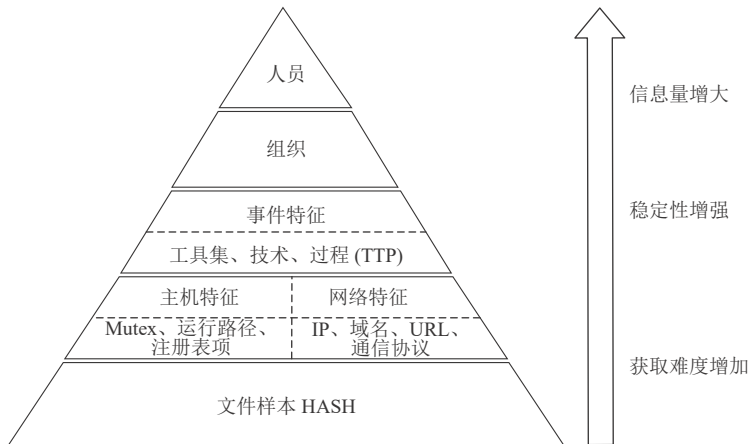 人员
信息量增大
组织
事件特征
稳定性增强
工具集、技术、过程 (TTP)
主机特征
网络特征
Mutex、运行路径、
注册表项
IP、域名、URL、
通信协议
获取难度增加
文件样本 HASH